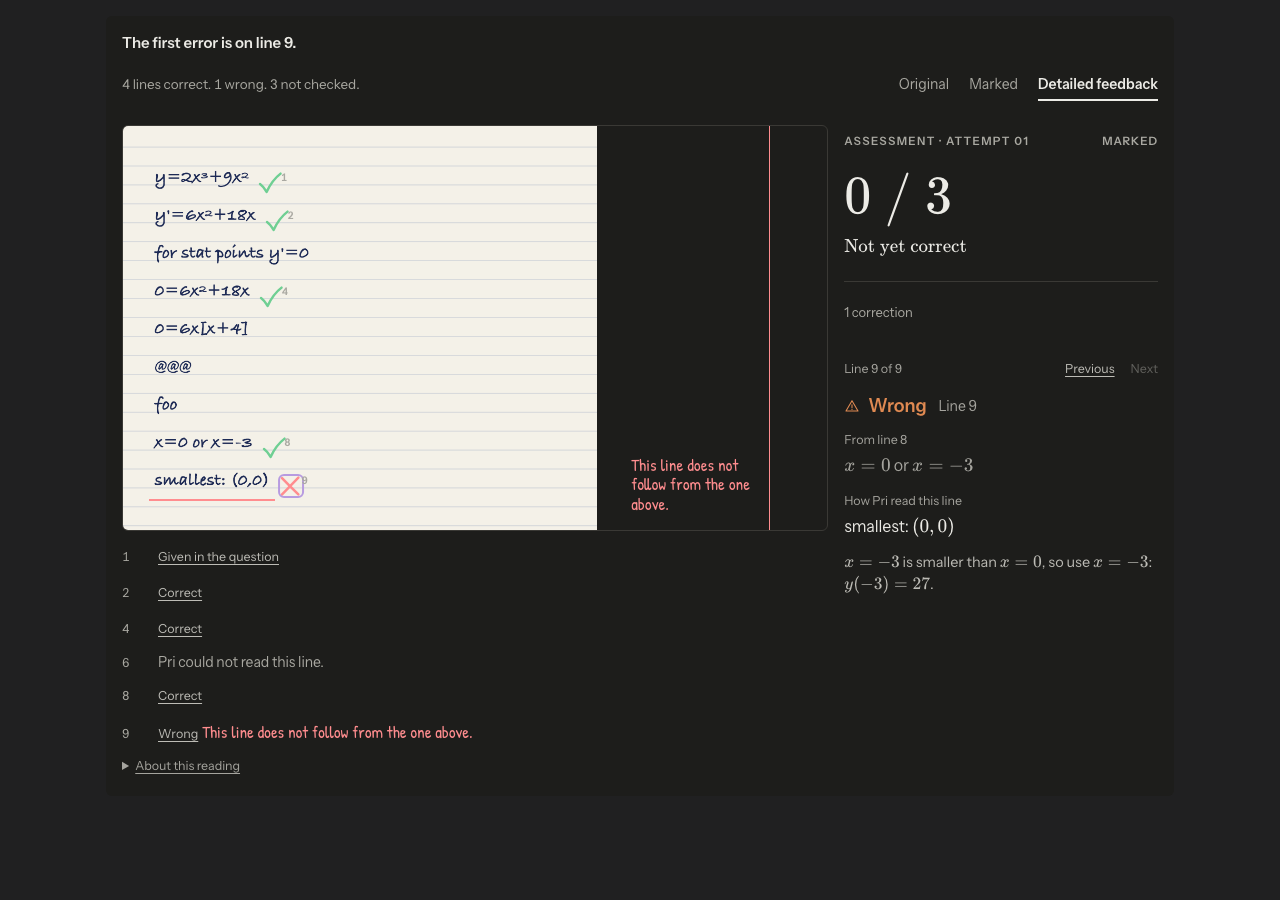 The first error is on line 9.
4 lines correct. 1 wrong. 3 not checked.
Original Marked Detailed feedback
y=2x³+9x² 1
y'=6x²+18x 2
for stat points y'=0
0=6x²+18x 4
0=6x[x+4]
@@@
foo
x=0 or x=-3 8
smallest: (0,0) 9
This line does not
follow from the one
above.
ASSESSMENT · ATTEMPT 01 MARKED
0 / 3
Not yet correct
1 correction
Line 9 of 9 Previous Next
Wrong Line 9
From line 8
x = 0 or x = −3
How Pri read this line
smallest: (0, 0)
x = −3 is smaller than x = 0, so use x = −3:
y(−3) = 27.
1 Given in the question
2 Correct
4 Correct
6 Pri could not read this line.
8 Correct
9 Wrong This line does not follow from the one above.
About this reading